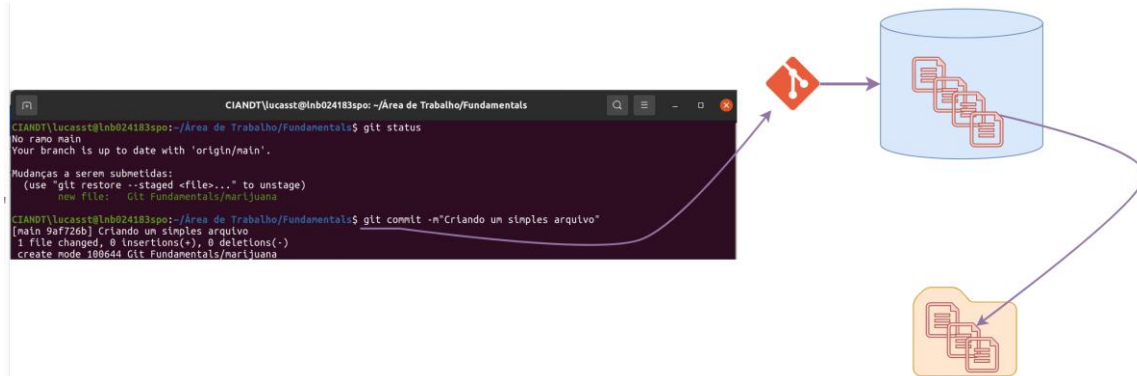 CIANDT\lucasst@lnb024183spo: ~/Área de Trabalho/Fundamentals
CIANDT\lucasst@lnb024183spo:~/Área de Trabalho/Fundamentals$ git status
No ramo main
Your branch is up to date with 'origin/main'.
Mudanças a serem submetidas:
(use "git restore --staged <file>..." to unstage)
new file: Git Fundamentals/marijuana
CIANDT\lucasst@lnb024183spo:~/Área de Trabalho/Fundamentals$ git commit -m"Criando um simples arquivo"
[main 9af726b] Criando um simples arquivo
1 file changed, 0 insertions(+), 0 deletions(-)
create mode 100644 Git Fundamentals/marijuana